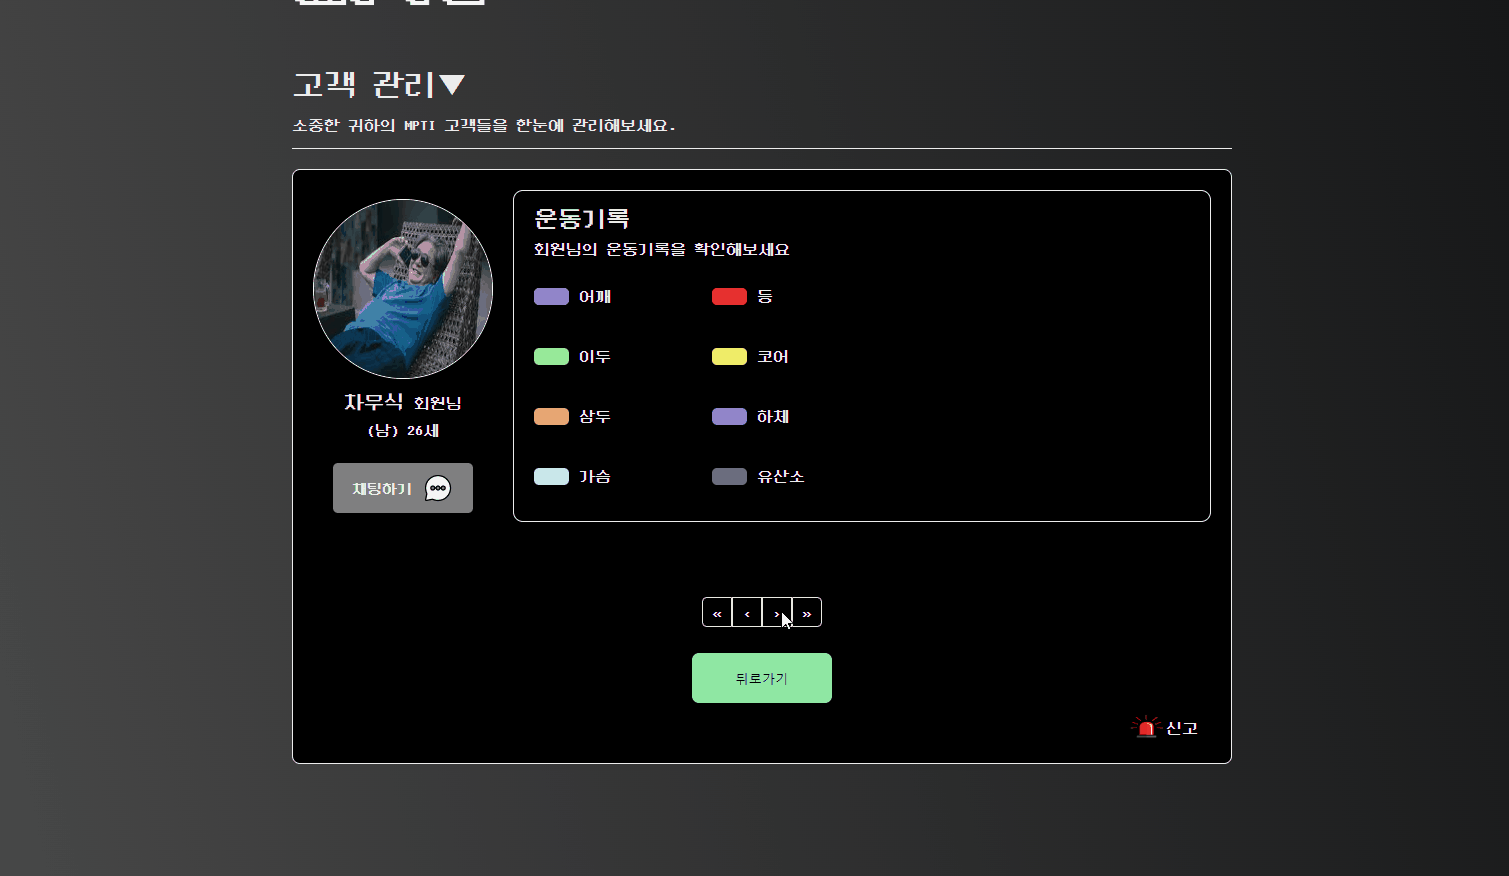 고객 관리▼
소중한 귀하의 MPTI 고객들을 한눈에 관리해보세요.
운동기록
회원님의 운동기록을 확인해보세요
어깨
등
이두
코어
삼두
하체
가슴
유산소
차무식 회원님
(남) 26세
채팅하기
« ‹ › »
뒤로가기
신고